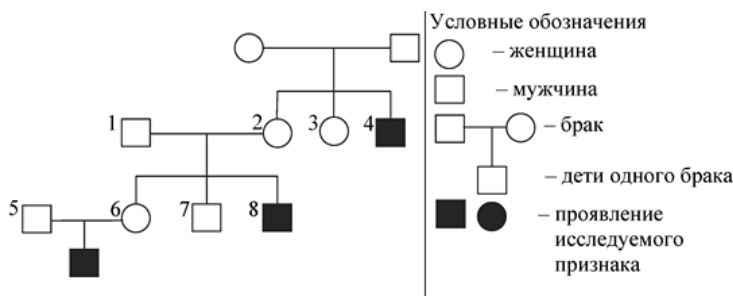 Условные обозначения
– женщина
– мужчина
– брак
– дети одного брака
– проявление
исследуемого
признака
1
2
3
4
5
6
7
8